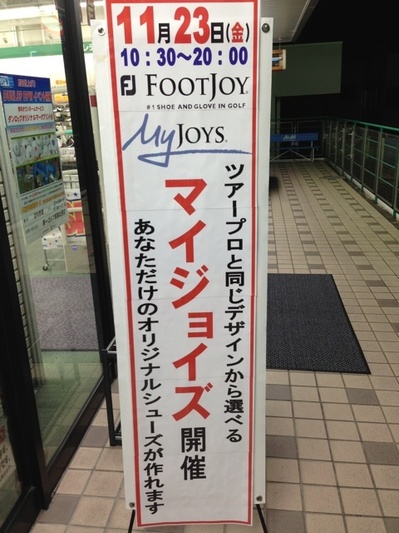 11月23日(金)
10:30〜20:00
FJ FOOTJOY
#1 SHOE AND GLOVE IN GOLF
MyJOYS
ツアープロと同じデザインから選べる
マイジョイズ開催
あなただけのオリジナルシューズが作れます